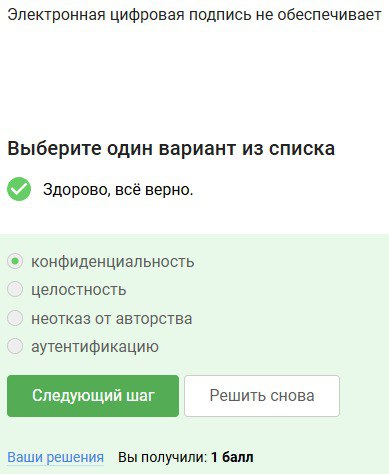 Электронная цифровая подпись не обеспечивает
Выберите один вариант из списка
Здорово, всё верно.
конфиденциальность
целостность
неотказ от авторства
аутентификацию
Следующий шаг Решить снова
Ваши решения Вы получили: 1 балл